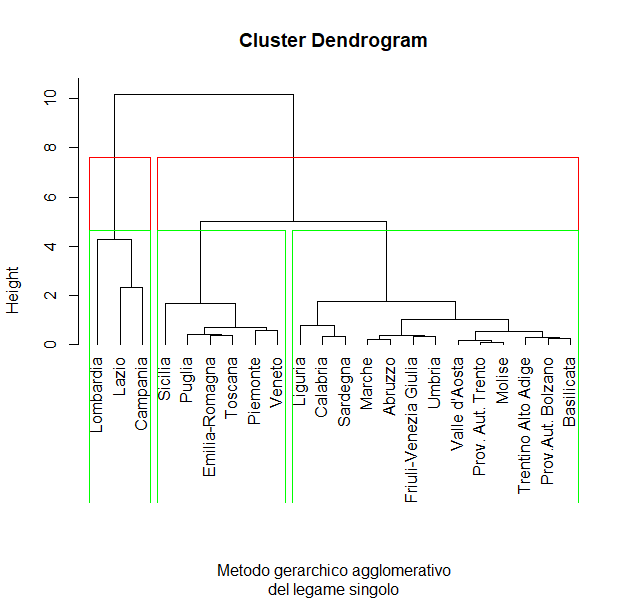 Cluster Dendrogram
Height
10
8
6
4
2
0
Lombardia
Lazio
Campania
Sicilia
Puglia
Emilia-Romagna
Toscana
Piemonte
Veneto
Liguria
Calabria
Sardegna
Marche
Abruzzo
Friuli-Venezia Giulia
Umbria
Valle d'Aosta
Prov. Aut. Trento
Molise
Trentino Alto Adige
Prov.Aut. Bolzano
Basilicata
Metodo gerarchico agglomerativo
del legame singolo